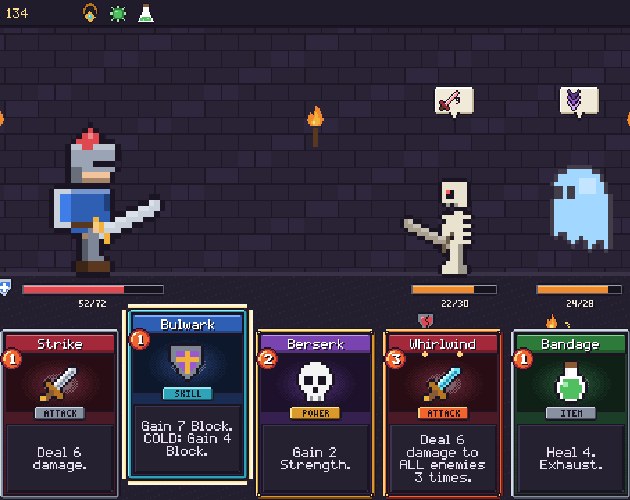 134
52/72
22/30
24/28
Strike
1
ATTACK
Deal 6
damage.
Bulwark
1
SKILL
Gain 7 Block.
COLD: Gain 4
Block.
Berserk
2
POWER
Gain 2
Strength.
Whirlwind
3
ATTACK
Deal 6
damage to
ALL enemies
3 times.
Bandage
1
ITEM
Heal 4.
Exhaust.